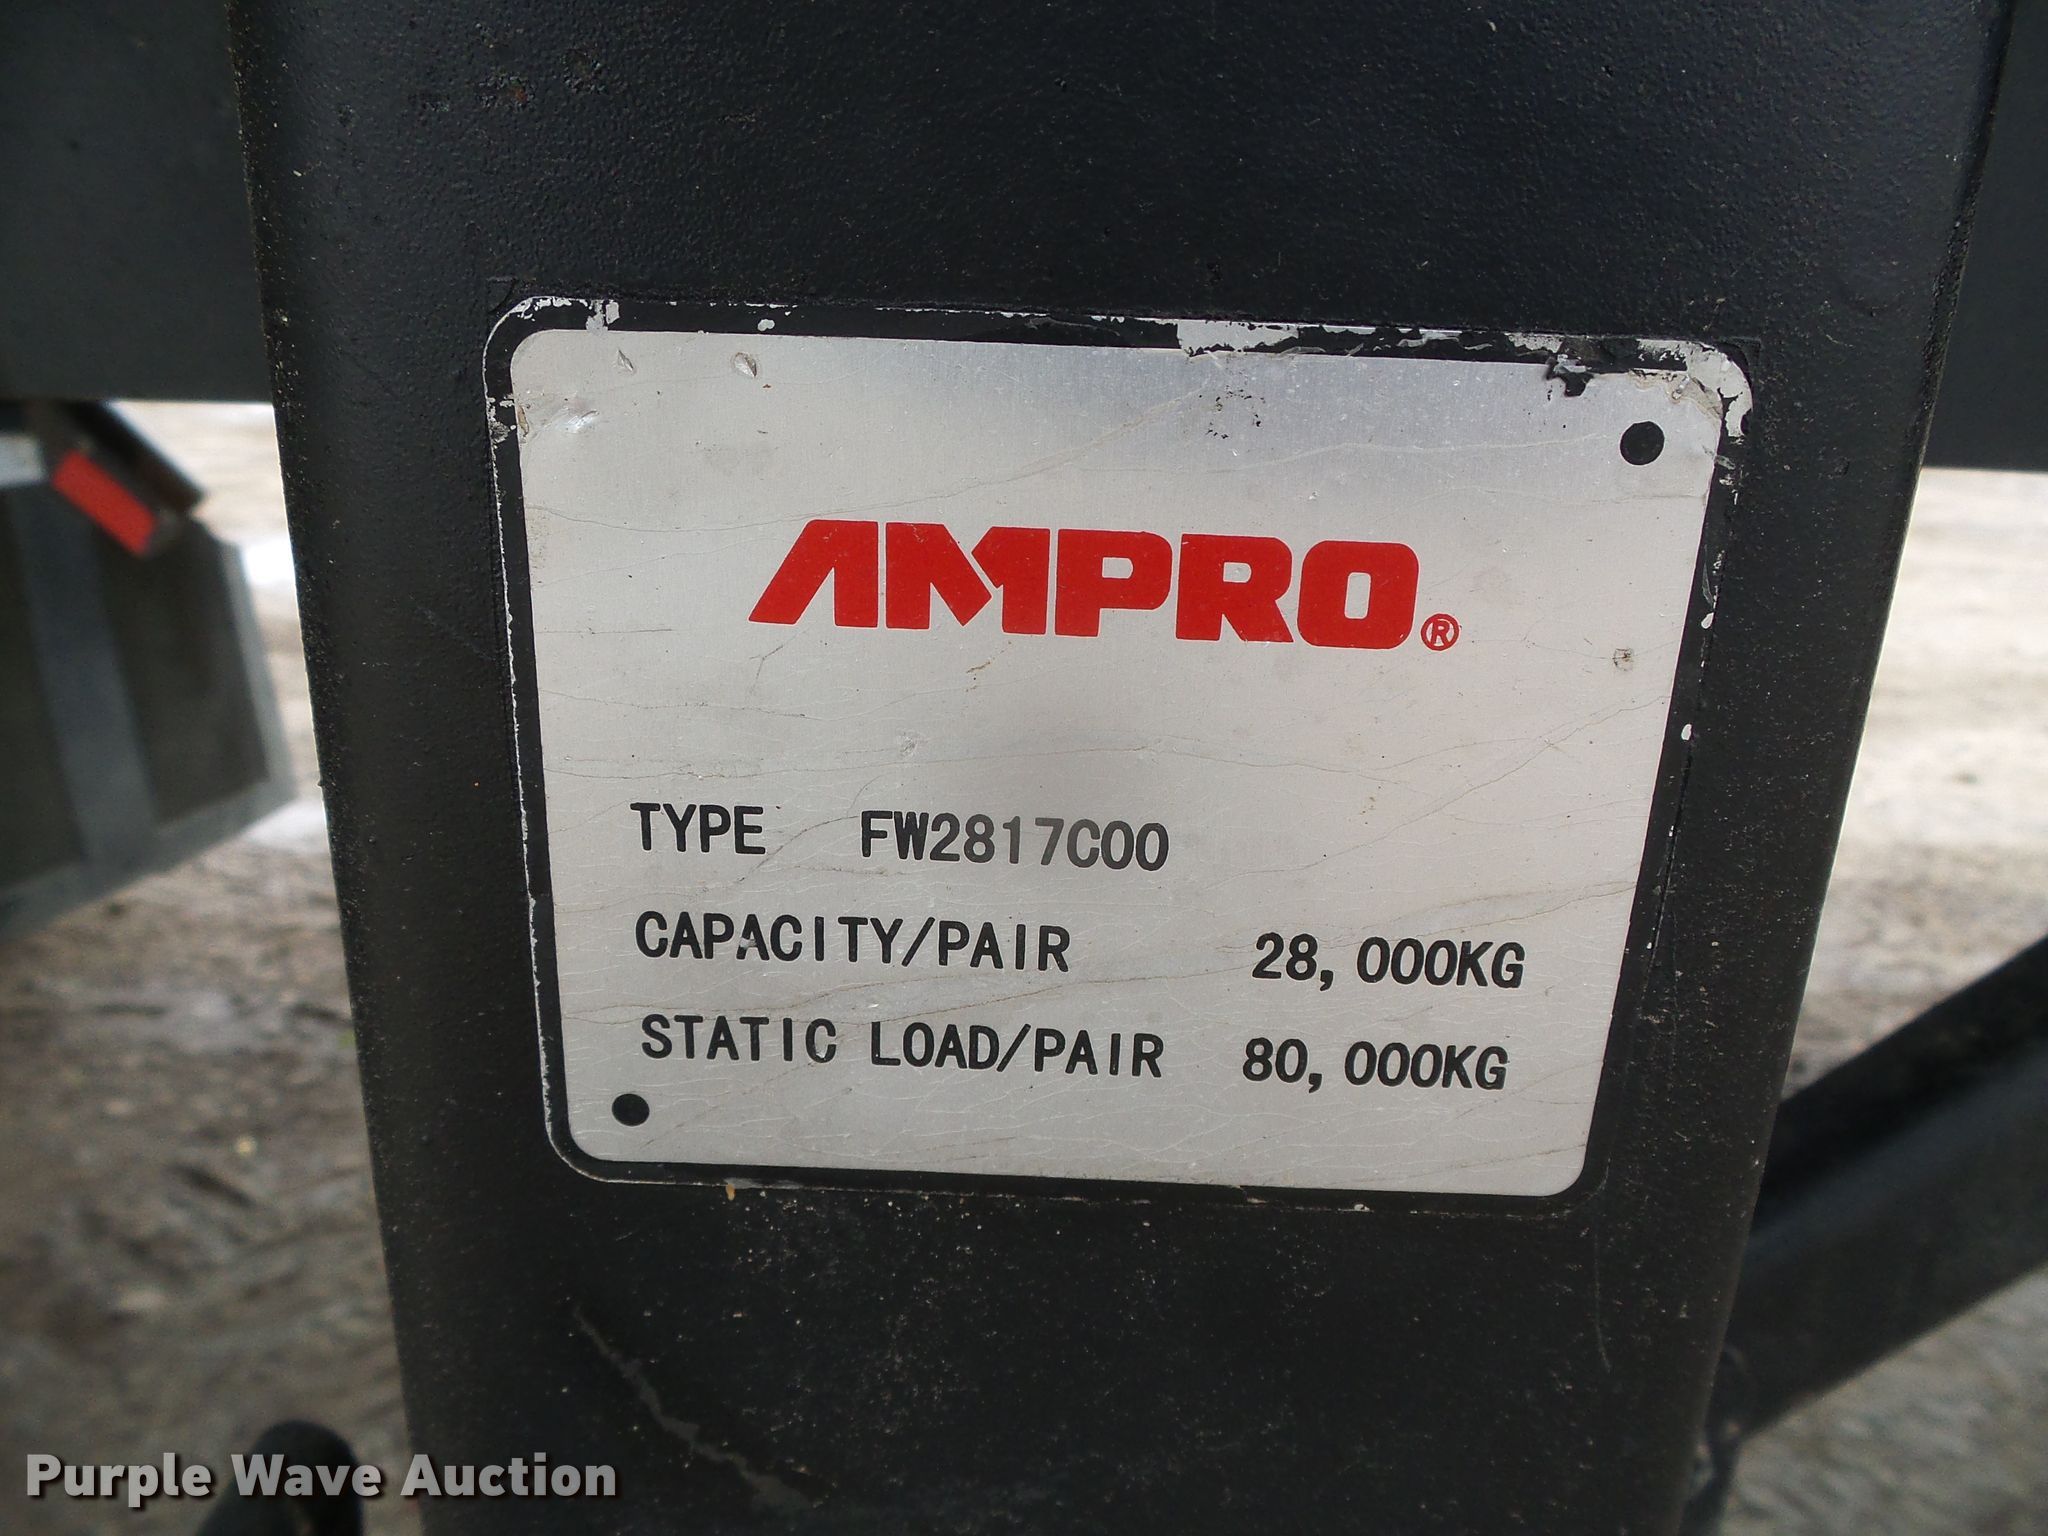 AMPRO®
TYPE FW2817C00
CAPACITY/PAIR 28,000KG
STATIC LOAD/PAIR 80,000KG
Purple Wave Auction